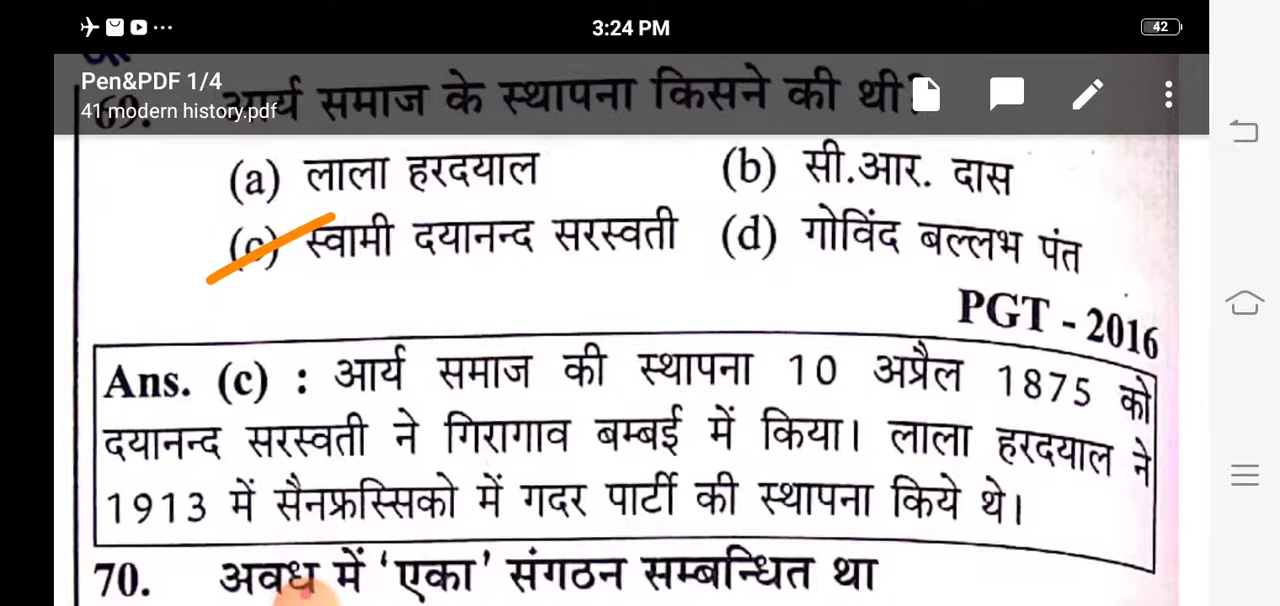 3:24 PM
42
Pen&PDF 1/4
41 modern history.pdf
69. आर्य समाज के स्थापना किसने की थी?
(a) लाला हरदयाल (b) सी.आर. दास
(c) स्वामी दयानन्द सरस्वती (d) गोविंद बल्लभ पंत
PGT - 2016
Ans. (c) : आर्य समाज की स्थापना 10 अप्रैल 1875 को
दयानन्द सरस्वती ने गिरागाव बम्बई में किया। लाला हरदयाल ने
1913 में सैनफ्रस्सिको में गदर पार्टी की स्थापना किये थे।
70. अवध में ‘एका’ संगठन सम्बन्धित था